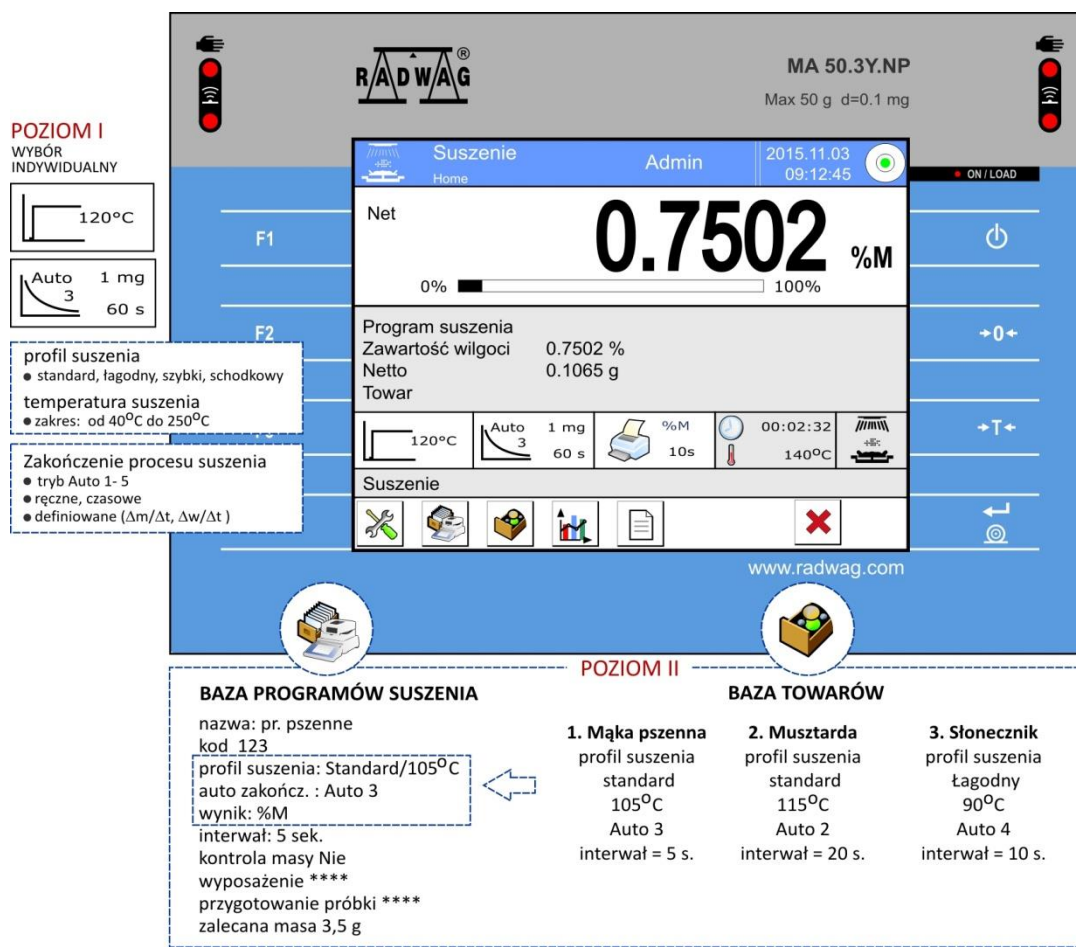 RADWAG®
MA 50.3Y.NP
Max 50 g d=0.1 mg
POZIOM I
WYBÓR
INDYWIDUALNY
120°C
Auto 1 mg
3
60 s
profil suszenia
• standard, łagodny, szybki, schodkowy
temperatura suszenia
• zakres: od 40°C do 250°C
Zakończenie procesu suszenia
• tryb Auto 1- 5
• ręczne, czasowe
• definiowane (Δm/Δt, Δw/Δt )
Suszenie
Home
Admin
2015.11.03
09:12:45
ON / LOAD
F1
F2
Net
0.7502 %M
0% 100%
Program suszenia
Zawartość wilgoci 0.7502 %
Netto 0.1065 g
Towar
120°C
Auto 1 mg
3
60 s
%M
10s
00:02:32
140°C
Suszenie
→0←
→T←
www.radwag.com
POZIOM II
BAZA PROGRAMÓW SUSZENIA
nazwa: pr. pszenne
kod 123
profil suszenia: Standard/105°C
auto zakończ. : Auto 3
wynik: %M
interwał: 5 sek.
kontrola masy Nie
wyposażenie ****
przygotowanie próbki ****
zalecana masa 3,5 g
BAZA TOWARÓW
1. Mąka pszenna
profil suszenia
standard
105°C
Auto 3
interwał = 5 s.
2. Musztarda
profil suszenia
standard
115°C
Auto 2
interwał = 20 s.
3. Słonecznik
profil suszenia
Łagodny
90°C
Auto 4
interwał = 10 s.